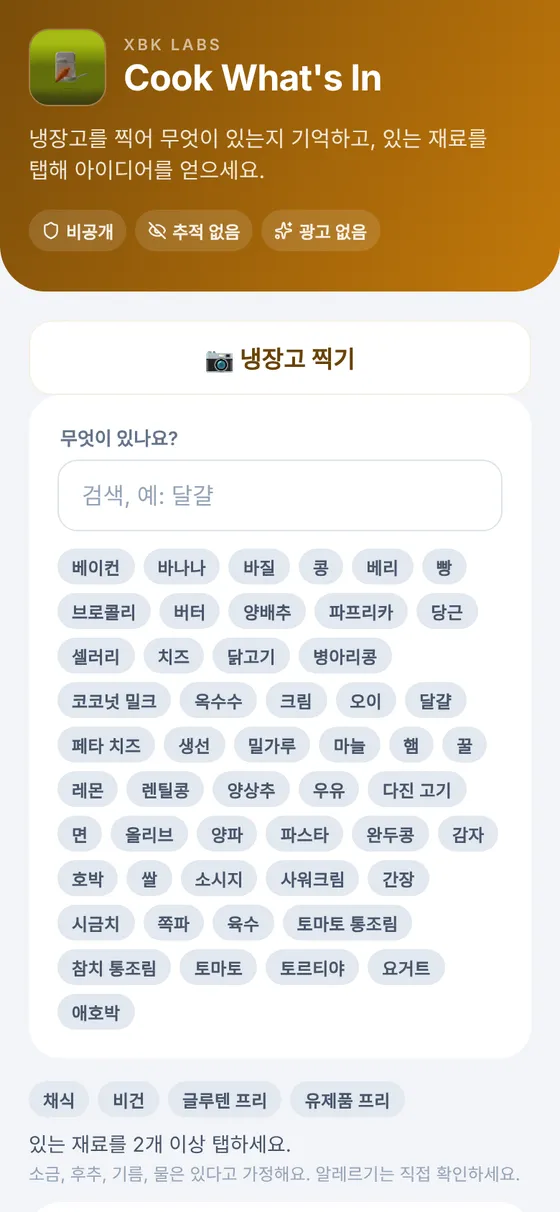 XBK LABS
Cook What's In
냉장고를 찍어 무엇이 있는지 기억하고, 있는 재료를
탭해 아이디어를 얻으세요.
비공개 추적 없음 광고 없음
냉장고 찍기
무엇이 있나요?
검색, 예: 달걀
베이컨 바나나 바질 콩 베리 빵
브로콜리 버터 양배추 파프리카 당근
셀러리 치즈 닭고기 병아리콩
코코넛 밀크 옥수수 크림 오이 달걀
페타 치즈 생선 밀가루 마늘 햄 꿀
레몬 렌틸콩 양상추 우유 다진 고기
면 올리브 양파 파스타 완두콩 감자
호박 쌀 소시지 사워크림 간장
시금치 쪽파 육수 토마토 통조림
참치 통조림 토마토 토르티야 요거트
애호박
채식 비건 글루텐 프리 유제품 프리
있는 재료를 2개 이상 탭하세요.
소금, 후추, 기름, 물은 있다고 가정해요. 알레르기는 직접 확인하세요.